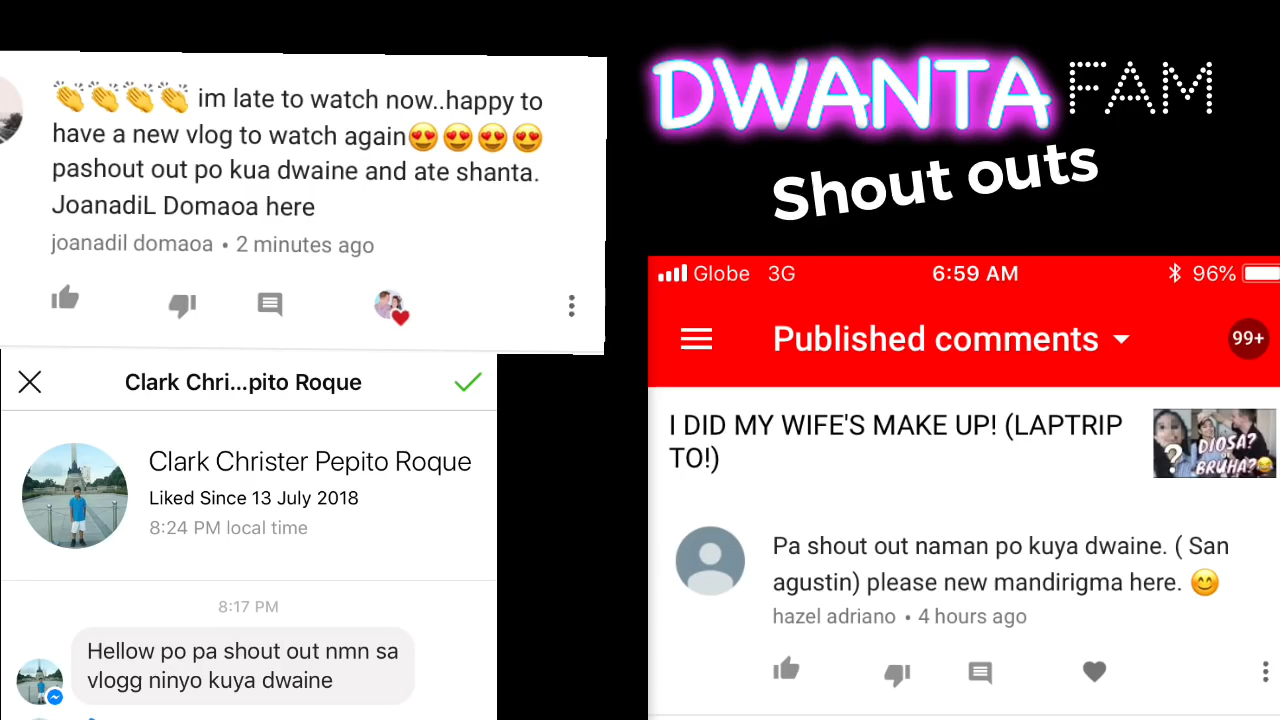 👏👏👏👏 im late to watch now..happy to
have a new vlog to watch again😍😍😍😍
pashout out po kua dwaine and ate shanta.
JoanadiL Domaoa here
joanadil domaoa • 2 minutes ago
Clark Chri...pito Roque
Clark Christer Pepito Roque
Liked Since 13 July 2018
8:24 PM local time
8:17 PM
Hellow po pa shout out nmn sa
vlogg ninyo kuya dwaine
DWANTA FAM
Shout outs
Globe 3G 6:59 AM 96%
Published comments 99+
I DID MY WIFE'S MAKE UP! (LAPTRIP
TO!)
?
DIOSA?
BRUHA?😂
Pa shout out naman po kuya dwaine. ( San
agustin) please new mandirigma here. 😊
hazel adriano • 4 hours ago